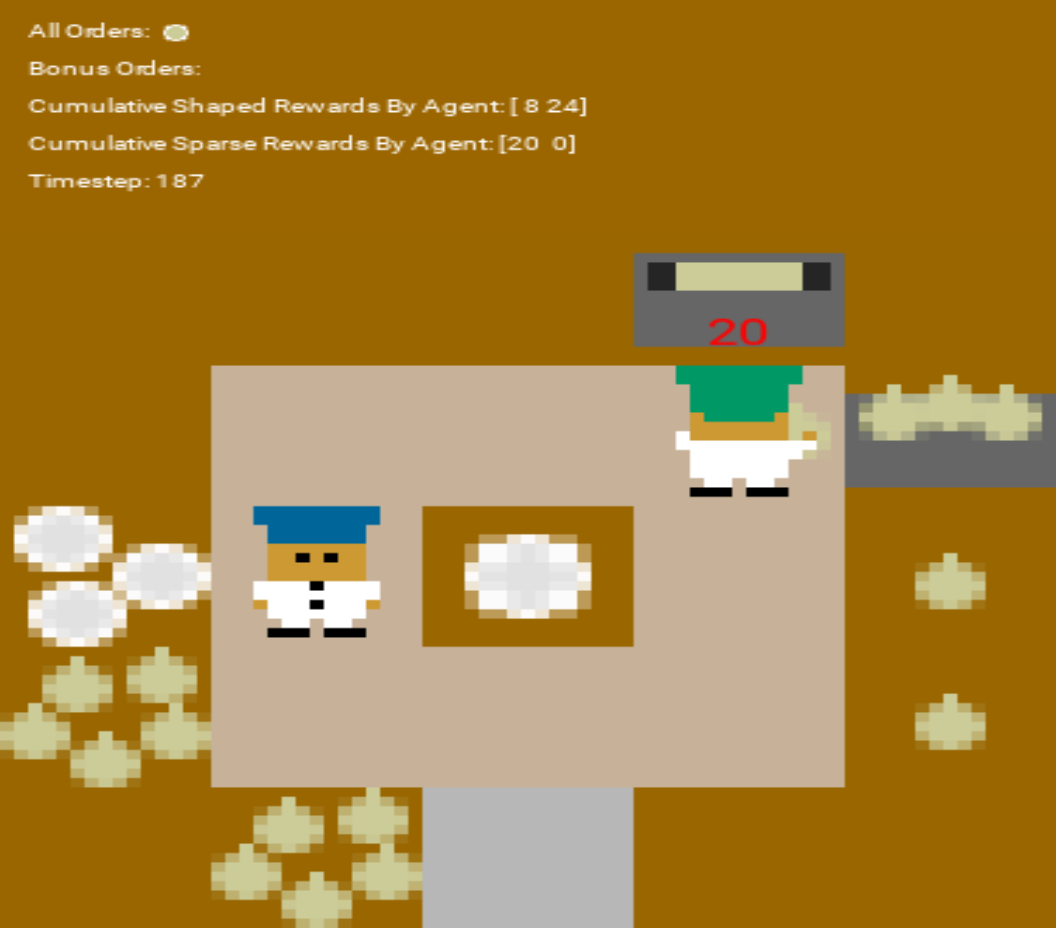 All Orders:
Bonus Orders:
Cumulative Shaped Rewards By Agent: [ 8 24]
Cumulative Sparse Rewards By Agent: [20  0]
Timestep: 187
20